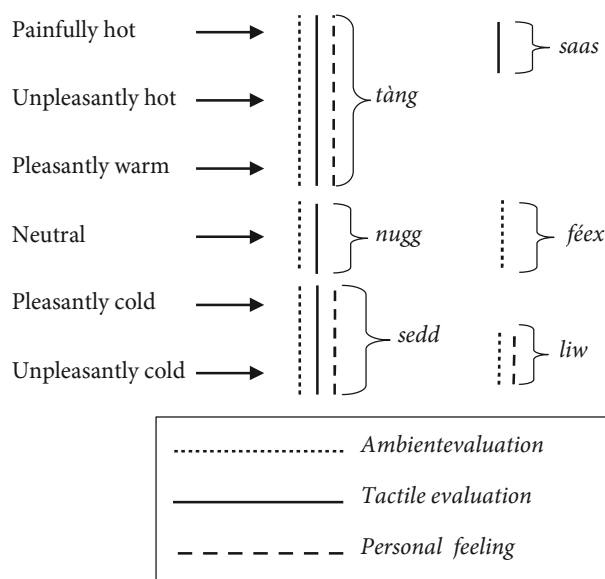 Painfully hot
saas
Unpleasantly hot
tàng
Pleasantly warm
Neutral
nugg
féex
Pleasantly cold
sedd
liw
Unpleasantly cold
Ambientevaluation
Tactile evaluation
Personal feeling